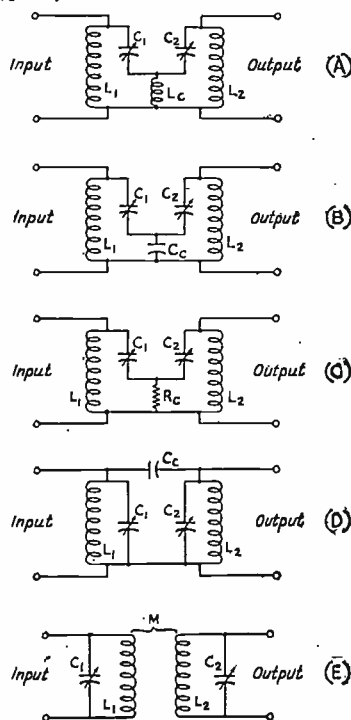 C1 C2
Input Output (A)
L1 LC L2
C1 C2
Input Output (B)
L1 CC L2
C1 C2
Input Output (C)
L1 RC L2
CC
C1 C2
Input Output (D)
L1 L2
M
Input C1 C2 Output (E)
L1 L2